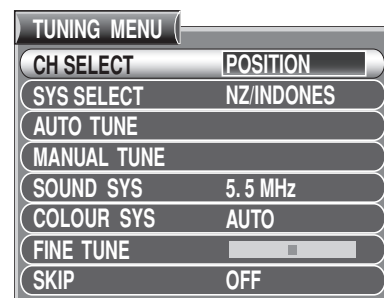 TUNING MENU
CH SELECT POSITION
SYS SELECT NZ/INDONES
AUTO TUNE
MANUAL TUNE
SOUND SYS 5.5 MHz
COLOUR SYS AUTO
FINE TUNE
SKIP OFF